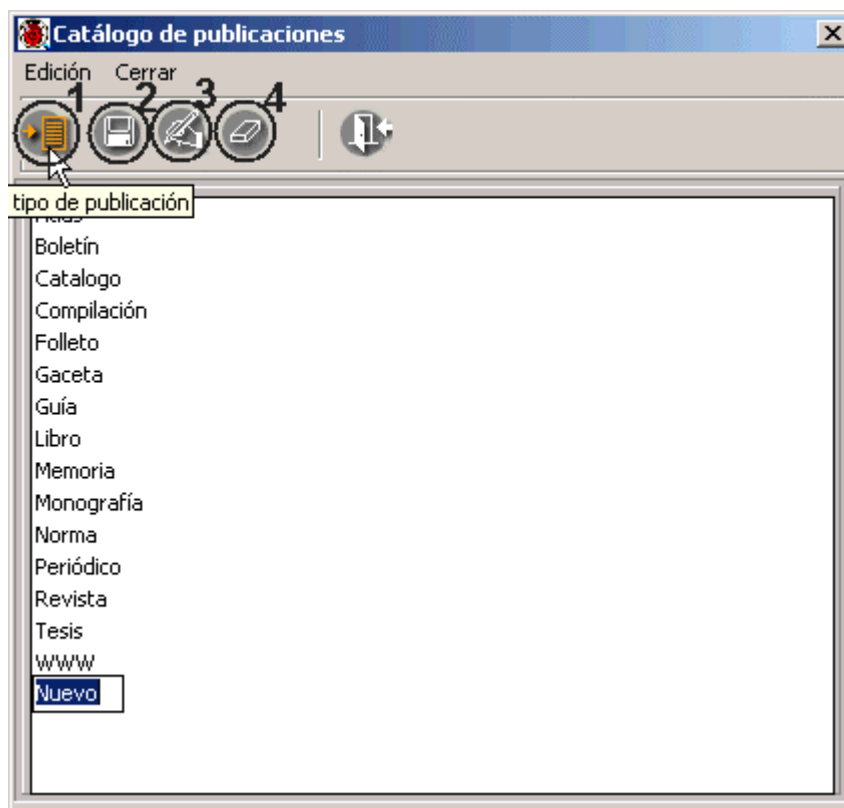 Catálogo de publicaciones
Edición Cerrar
1 2 3 4
tipo de publicación
Boletín
Catalogo
Compilación
Folleto
Gaceta
Guía
Libro
Memoria
Monografía
Norma
Periódico
Revista
Tesis
WWW
Nuevo